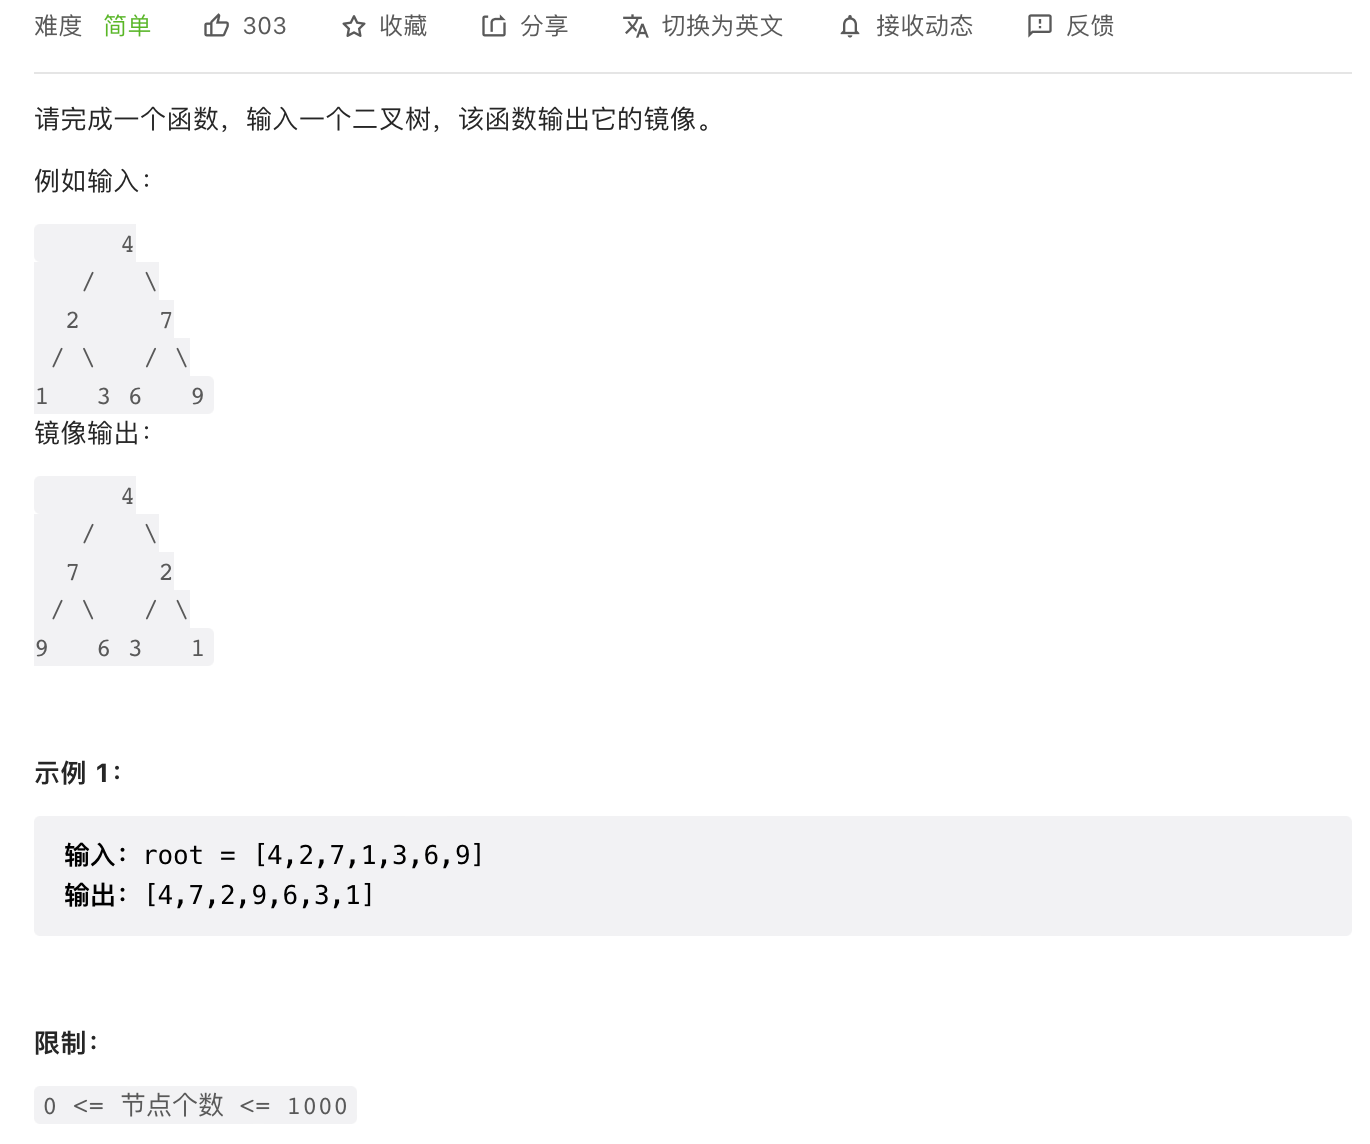 难度 简单 303 收藏 分享 切换为英文 接收动态 反馈
请完成一个函数，输入一个二叉树，该函数输出它的镜像。
例如输入：
     4
   /   \
  2     7
 / \   / \
1   3 6   9
镜像输出：
     4
   /   \
  7     2
 / \   / \
9   6 3   1
示例 1：
输入：root = [4,2,7,1,3,6,9]
输出：[4,7,2,9,6,3,1]
限制：
0 <= 节点个数 <= 1000